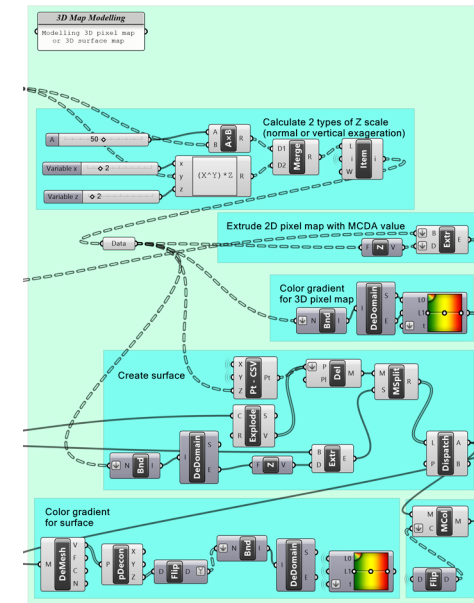 3D Map Modelling
Modelling 3D pixel map
or 3D surface map
Calculate 2 types of Z scale
(normal or vertical exageration)
A 50
A
B
A×B
R
Variable x 2
Variable z 2
x
y
z
(X^Y)*Z
R
D1
D2
Merge
R
L
i
W
Item
i
Data
Extrude 2D pixel map with MCDA value
F Z V
B
D
Extr
E
Color gradient
for 3D pixel map
N Bnd I
I DeDomain
S
E
L0
L1
t
Create surface
X
Y
Z
Pt - CSV
Pt
P
Pl
Del
M
M
S
MSplit
R
C
R
Explode
S
V
N Bnd I
I DeDomain
S
E
F Z V
B
D
Extr
E
L
P
Dispatch
A
B
Color gradient
for surface
M DeMesh
V
F
C
N
P pDecon
X
Y
Z
D Flip D
N Bnd I
I DeDomain
S
E
L0
L1
t
M
C
MCol
M
D Flip D